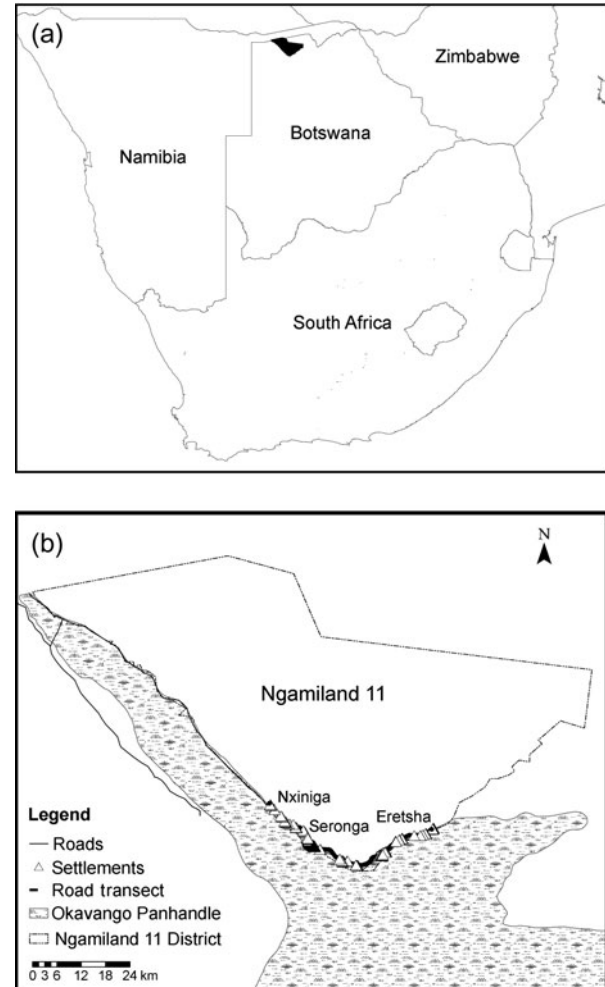 (a)
Zimbabwe
Botswana
Namibia
South Africa
(b)
N
Ngamiland 11
Nxiniga
Eretsha
Seronga
Legend
Roads
Settlements
Road transect
Okavango Panhandle
Ngamiland 11 District
0 3 6 12 18 24
km